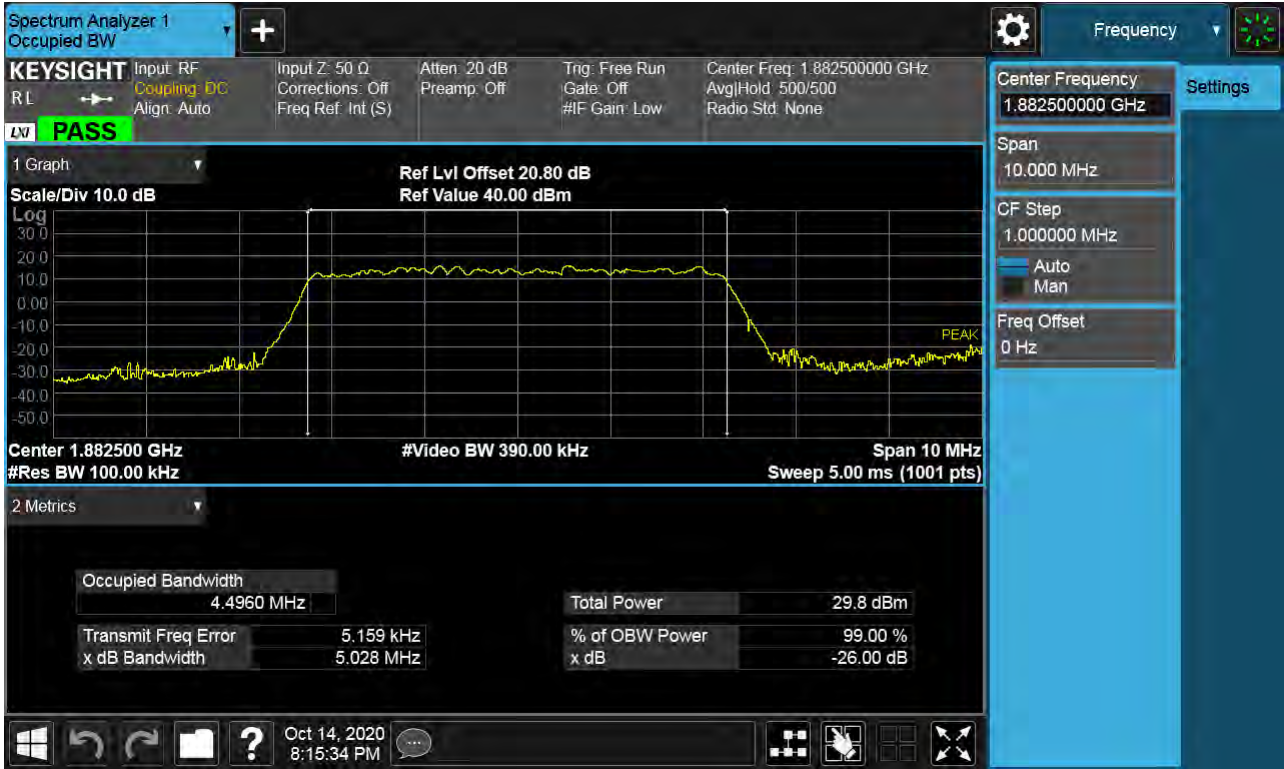 Spectrum Analyzer 1
Occupied BW
Frequency
KEYSIGHT
RL
LXI
PASS
Input: RF
Coupling: DC
Align: Auto
Input Z: 50 Ω
Corrections: Off
Freq Ref: Int (S)
Atten: 20 dB
Preamp: Off
Trig: Free Run
Gate: Off
#IF Gain: Low
Center Freq: 1.882500000 GHz
Avg|Hold: 500/500
Radio Std: None
1 Graph
Scale/Div 10.0 dB
Ref Lvl Offset 20.80 dB
Ref Value 40.00 dBm
Log
30.0
20.0
10.0
0.00
-10.0
-20.0
-30.0
-40.0
-50.0
PEAK
Center 1.882500 GHz
#Video BW 390.00 kHz
Span 10 MHz
#Res BW 100.00 kHz
Sweep 5.00 ms (1001 pts)
2 Metrics
Occupied Bandwidth
4.4960 MHz
Total Power 29.8 dBm
Transmit Freq Error 5.159 kHz
% of OBW Power 99.00 %
x dB Bandwidth 5.028 MHz
x dB -26.00 dB
Oct 14, 2020
8:15:34 PM
Center Frequency
1.882500000 GHz
Settings
Span
10.000 MHz
CF Step
1.000000 MHz
Auto
Man
Freq Offset
0 Hz